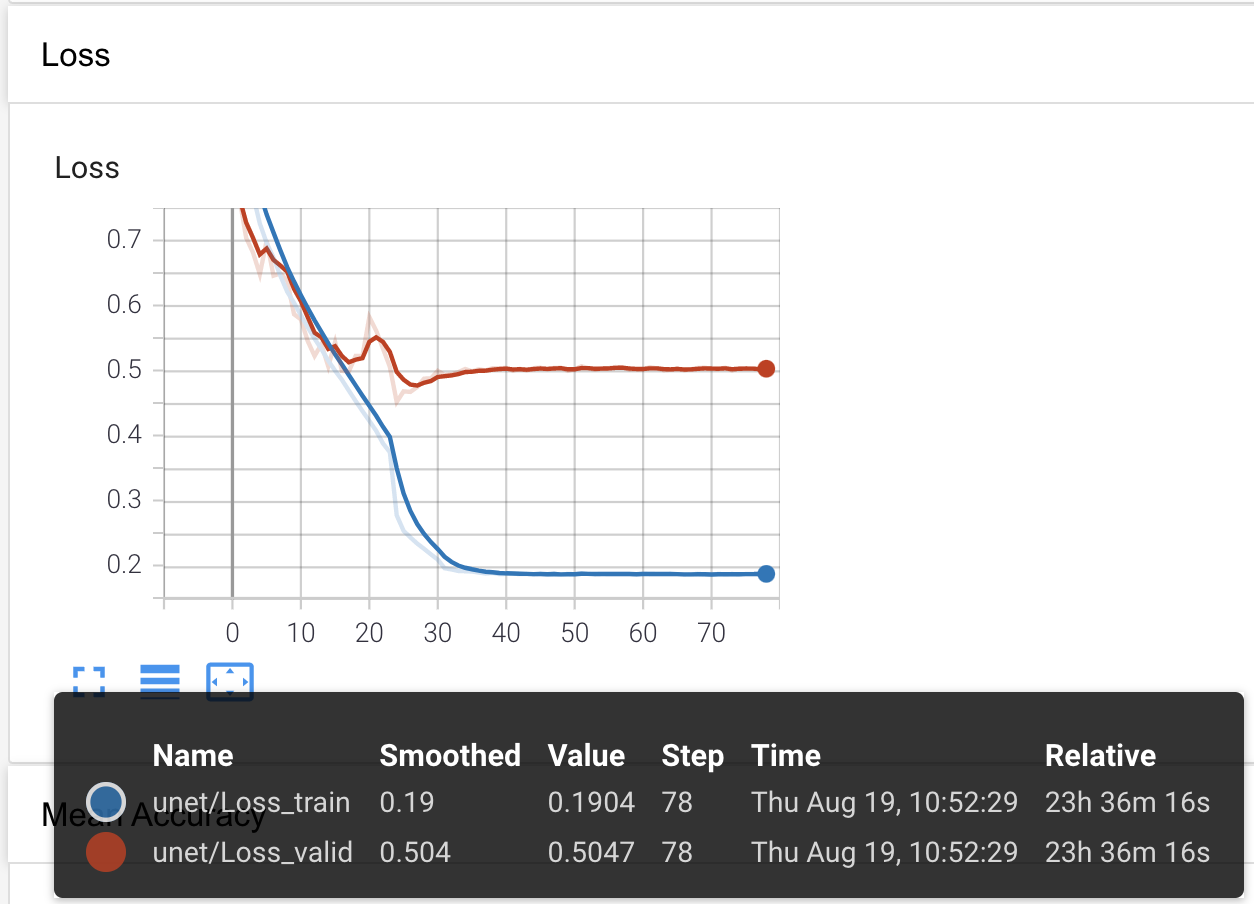 Loss
Loss
0.7
0.6
0.5
0.4
0.3
0.2
0 10 20 30 40 50 60 70
Name Smoothed Value Step Time Relative
unet/Loss_train 0.19 0.1904 78 Thu Aug 19, 10:52:29 23h 36m 16s
Mean Accuracy
unet/Loss_valid 0.504 0.5047 78 Thu Aug 19, 10:52:29 23h 36m 16s